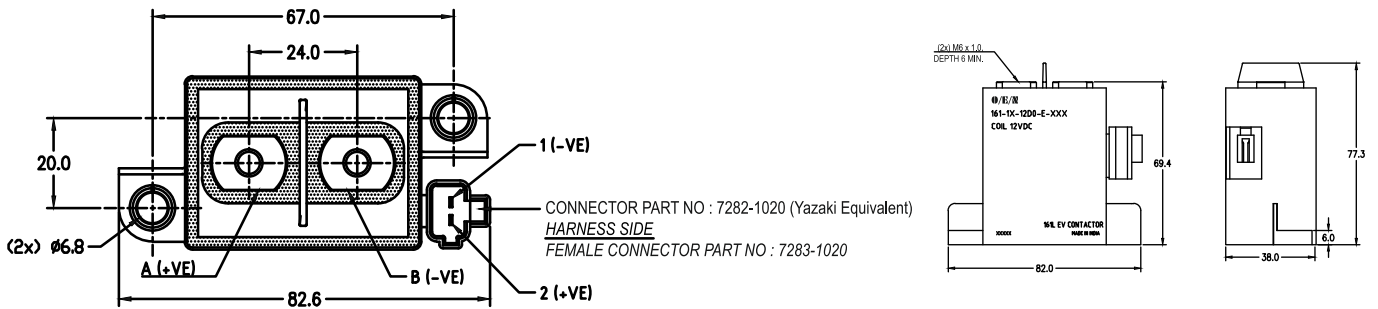 67.0
24.0
20.0
(2x) Ø6.8
A (+VE)
B (-VE)
82.6
1 (-VE)
CONNECTOR PART NO : 7282-1020 (Yazaki Equivalent)
HARNESS SIDE
FEMALE CONNECTOR PART NO : 7283-1020
2 (+VE)
(2x) M6 x 1.0,
DEPTH 6 MIN.
O/E/N
161-1X-12D0-E-XXX
COIL 12VDC
XXXXX
161L EV CONTACTOR
MADE IN INDIA
69.4
82.0
77.3
6.0
38.0